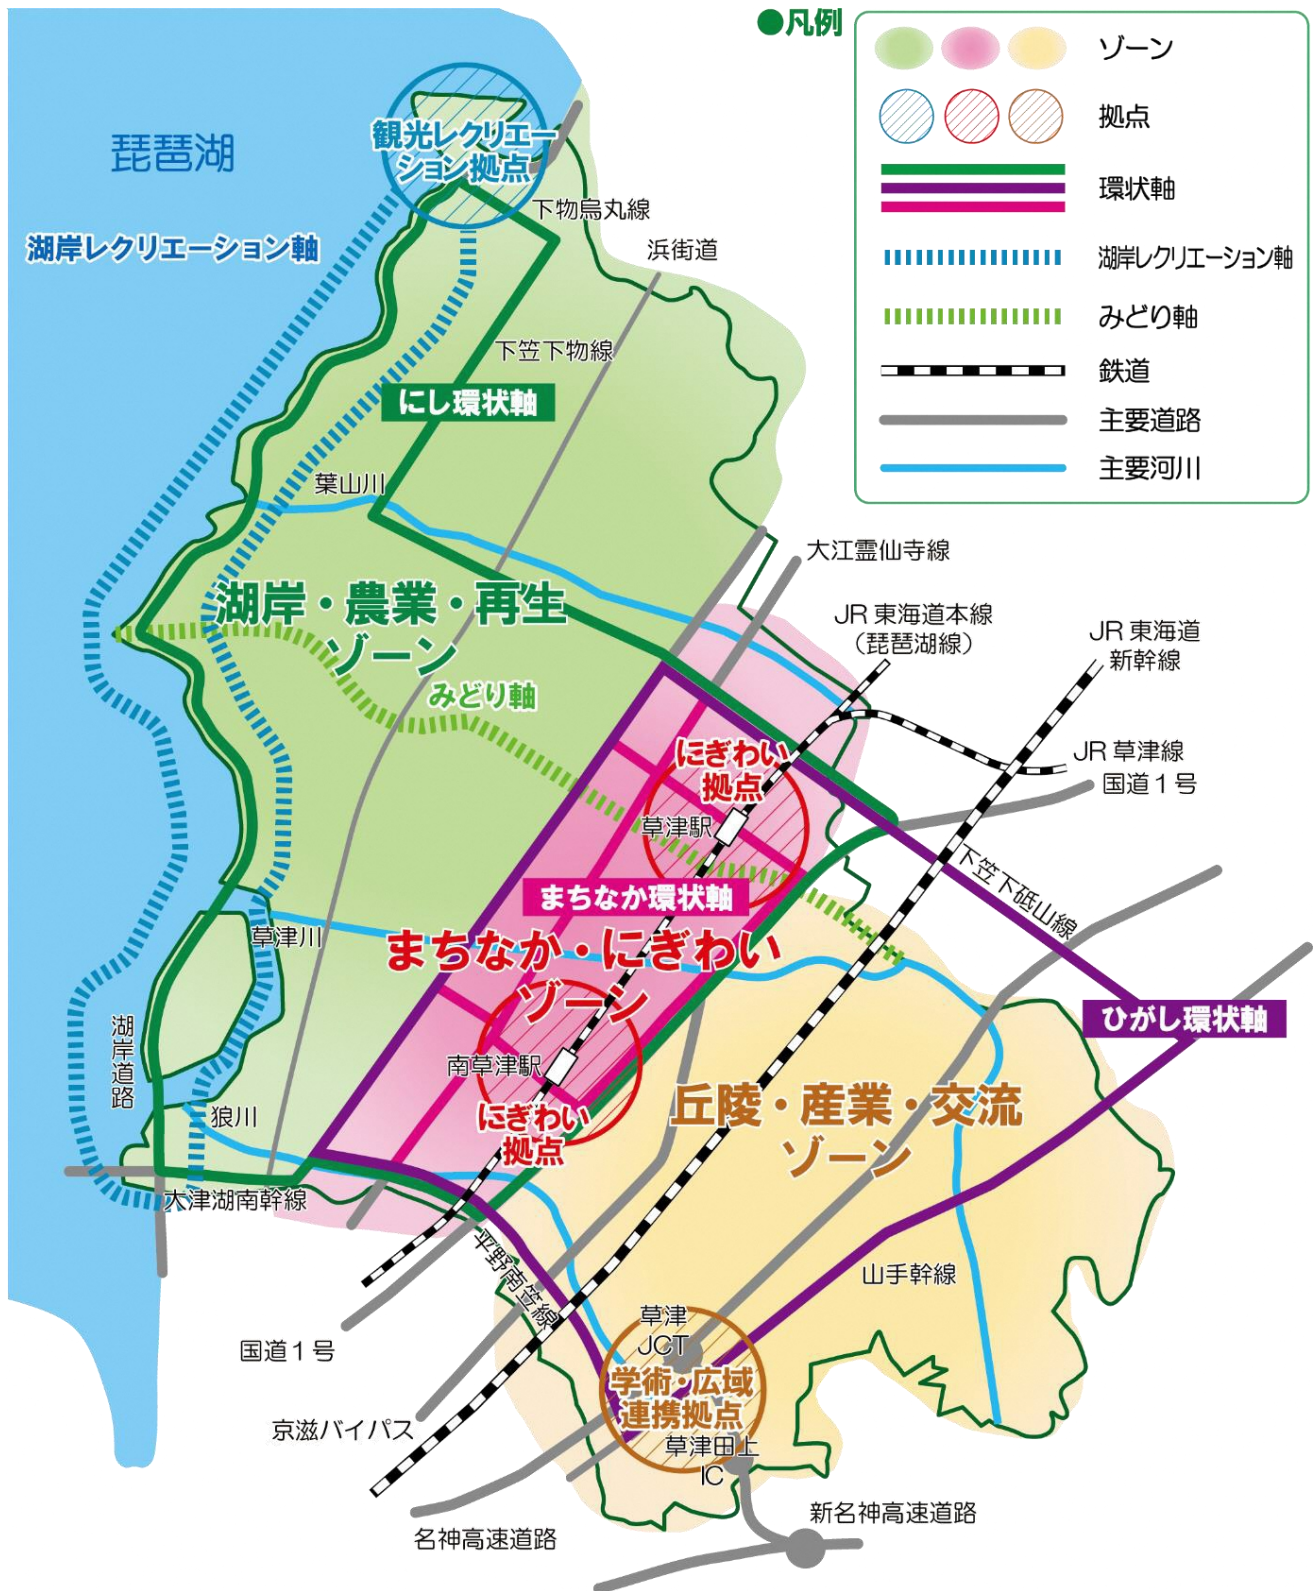 ●凡例
ゾーン
拠点
環状軸
湖岸レクリエーション軸
みどり軸
鉄道
主要道路
主要河川
琵琶湖
湖岸レクリエーション軸
観光レクリエー
ション拠点
下物烏丸線
浜街道
下笠下物線
にし環状軸
葉山川
大江霊仙寺線
湖岸・農業・再生
ゾーン
みどり軸
JR 東海道本線
（琵琶湖線）
JR 東海道
新幹線
JR 草津線
国道１号
にぎわい
拠点
草津駅
下笠下砥山線
まちなか環状軸
まちなか・にぎわい
ゾーン
草津川
ひがし環状軸
湖岸道路
南草津駅
にぎわい
拠点
狼川
丘陵・産業・交流
ゾーン
大津湖南幹線
平野南笠線
山手幹線
国道１号
草津
JCT
学術・広域
連携拠点
草津田上
IC
京滋バイパス
名神高速道路
新名神高速道路